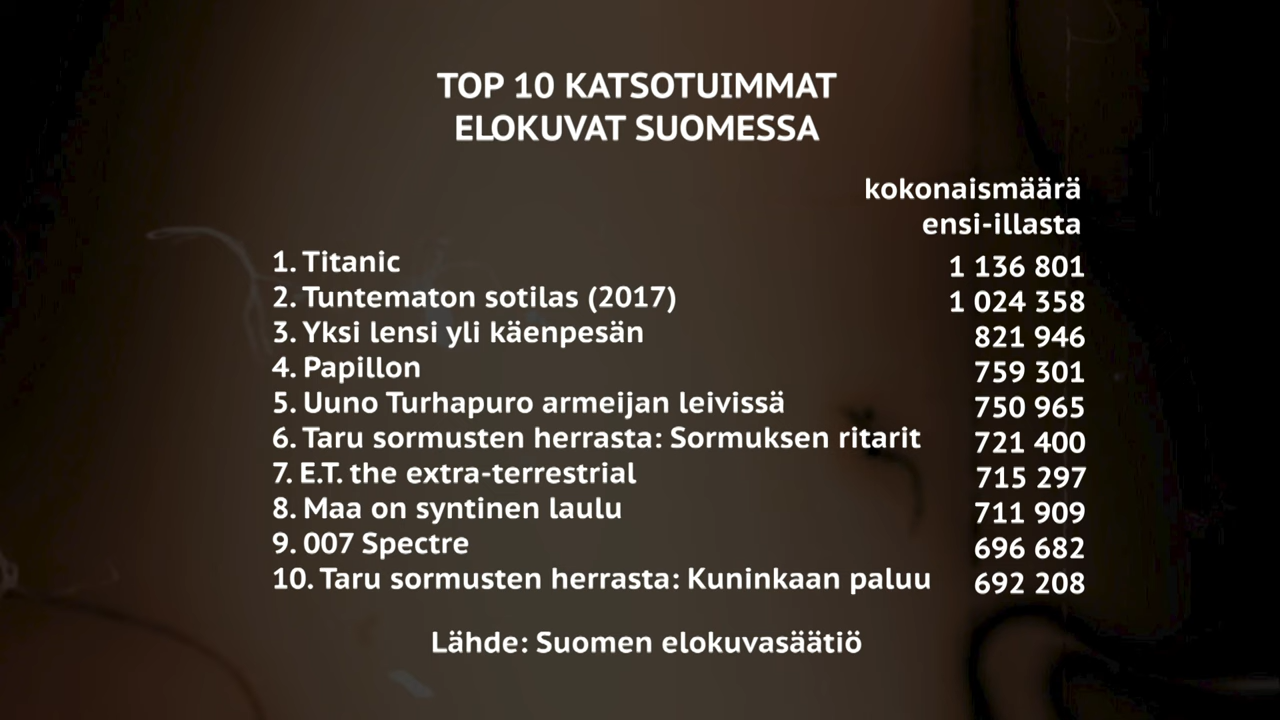 TOP 10 KATSOTUIMMAT
ELOKUVAT SUOMESSA
kokonaismäärä
ensi-illasta
1. Titanic 1 136 801
2. Tuntematon sotilas (2017) 1 024 358
3. Yksi lensi yli käenpesän 821 946
4. Papillon 759 301
5. Uuno Turhapuro armeijan leivissä 750 965
6. Taru sormusten herrasta: Sormuksen ritarit 721 400
7. E.T. the extra-terrestrial 715 297
8. Maa on syntinen laulu 711 909
9. 007 Spectre 696 682
10. Taru sormusten herrasta: Kuninkaan paluu 692 208
Lähde: Suomen elokuvasäätiö